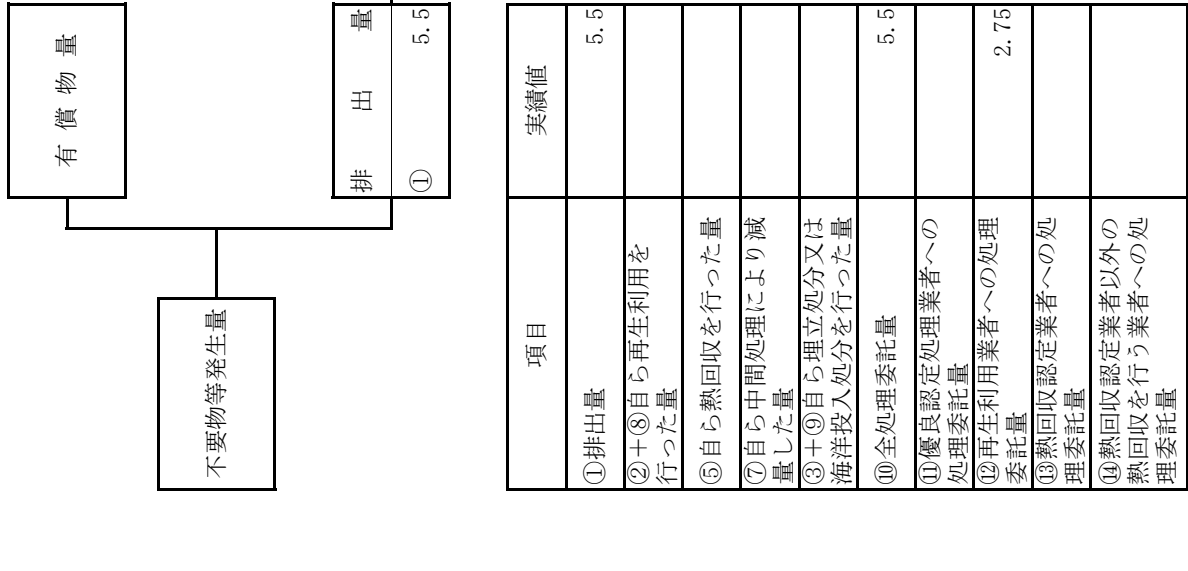 有償物量
排出量
① 5.5
不要物等発生量
項目 実績値
①排出量 5.5
②＋⑧自ら再生利用を
行った量
⑤自ら熱回収を行った量
⑦自ら中間処理により減
量した量
③＋⑨自ら埋立処分又は
海洋投入処分を行った量
⑩全処理委託量 5.5
⑪優良認定処理業者への
処理委託量
⑫再生利用業者への処理
委託量 2.75
⑬熱回収認定業者への処
理委託量
⑭熱回収認定業者以外の
熱回収を行う業者への処
理委託量